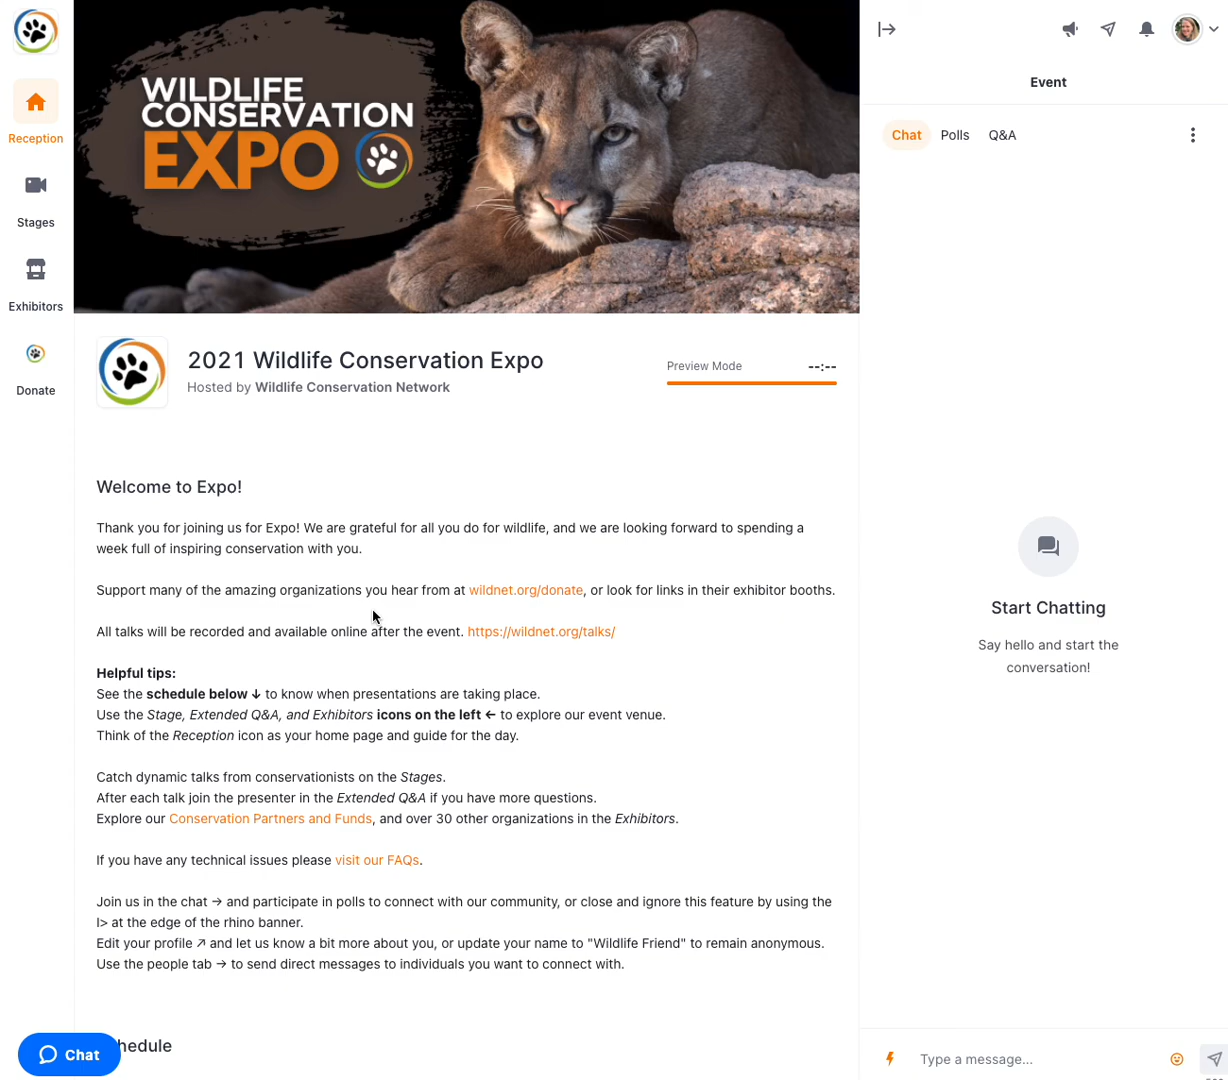 WILDLIFE
CONSERVATION
EXPO
Reception
Stages
Exhibitors
Donate
2021 Wildlife Conservation Expo
Hosted by Wildlife Conservation Network
Preview Mode --:--
Welcome to Expo!
Thank you for joining us for Expo! We are grateful for all you do for wildlife, and we are looking forward to spending a
week full of inspiring conservation with you.
Support many of the amazing organizations you hear from at wildnet.org/donate, or look for links in their exhibitor booths.
All talks will be recorded and available online after the event. https://wildnet.org/talks/
Helpful tips:
See the schedule below ↓ to know when presentations are taking place.
Use the Stage, Extended Q&A, and Exhibitors icons on the left ← to explore our event venue.
Think of the Reception icon as your home page and guide for the day.
Catch dynamic talks from conservationists on the Stages.
After each talk join the presenter in the Extended Q&A if you have more questions.
Explore our Conservation Partners and Funds, and over 30 other organizations in the Exhibitors.
If you have any technical issues please visit our FAQs.
Join us in the chat → and participate in polls to connect with our community, or close and ignore this feature by using the
I> at the edge of the rhino banner.
Edit your profile ↗ and let us know a bit more about you, or update your name to "Wildlife Friend" to remain anonymous.
Use the people tab → to send direct messages to individuals you want to connect with.
hedule
Chat
Event
Chat Polls Q&A
Start Chatting
Say hello and start the
conversation!
Type a message...